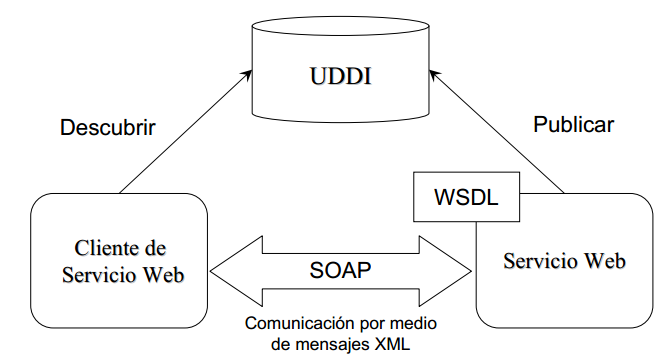 UDDI
Descubrir
Publicar
WSDL
Cliente de
Servicio Web
SOAP
Servicio Web
Comunicación por medio
de mensajes XML